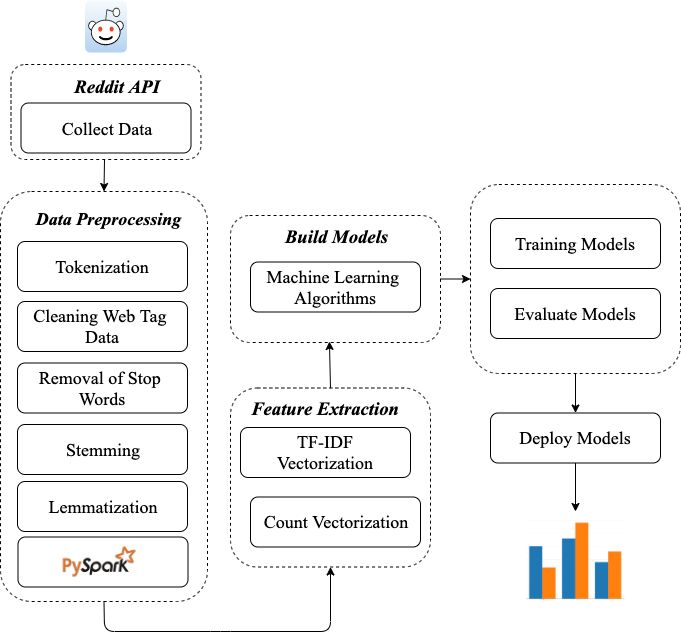 Reddit API
Collect Data
Data Preprocessing
Tokenization
Cleaning Web Tag
Data
Removal of Stop
Words
Stemming
Lemmatization
PySpark
Build Models
Machine Learning
Algorithms
Feature Extraction
TF-IDF
Vectorization
Count Vectorization
Training Models
Evaluate Models
Deploy Models